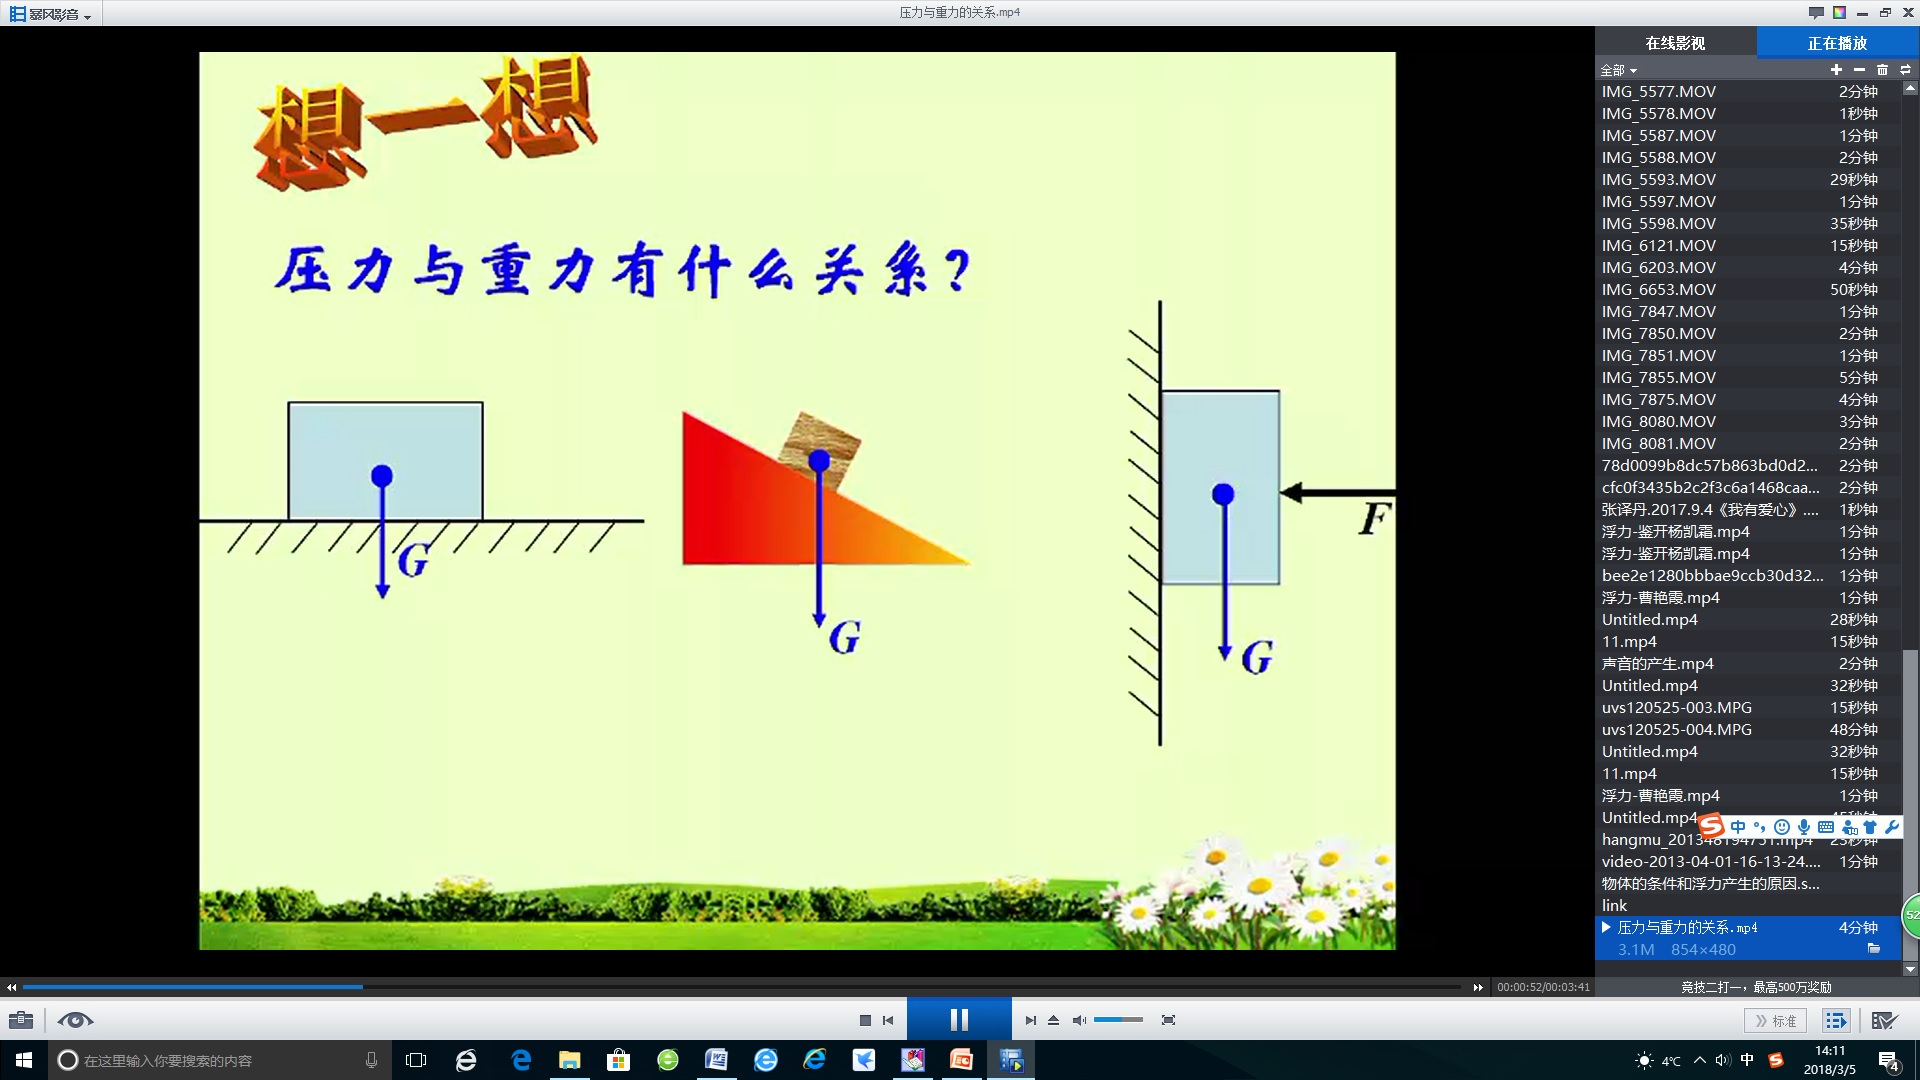 暴风影音
压力与重力的关系.mp4
想一想
压力与重力有什么关系?
G
G
F
G
在线影视
正在播放
全部
IMG_5577.MOV 2分钟
IMG_5578.MOV 1秒钟
IMG_5587.MOV 1分钟
IMG_5588.MOV 2分钟
IMG_5593.MOV 29秒钟
IMG_5597.MOV 1分钟
IMG_5598.MOV 35秒钟
IMG_6121.MOV 15秒钟
IMG_6203.MOV 4分钟
IMG_6653.MOV 50秒钟
IMG_7847.MOV 1分钟
IMG_7850.MOV 2分钟
IMG_7851.MOV 1分钟
IMG_7855.MOV 5分钟
IMG_7875.MOV 4分钟
IMG_8080.MOV 3分钟
IMG_8081.MOV 2分钟
78d0099b8dc57b863bd0d2... 2分钟
cfc0f3435b2c2f3c6a1468caa... 2分钟
张译丹.2017.9.4《我有爱心》.... 1秒钟
浮力-鉴开杨凯霜.mp4 1分钟
浮力-鉴开杨凯霜.mp4 1分钟
bee2e1280bbbae9ccb30d32... 1分钟
浮力-曹艳霞.mp4 1分钟
Untitled.mp4 28秒钟
11.mp4 15秒钟
声音的产生.mp4 2分钟
Untitled.mp4 32秒钟
uvs120525-003.MPG 15秒钟
uvs120525-004.MPG 48分钟
Untitled.mp4 32秒钟
11.mp4 15秒钟
浮力-曹艳霞.mp4 1分钟
Untitled.mp4
中
video-2013-04-01-16-13-24.... 1分钟
物体的条件和浮力产生的原因.s...
link
52
压力与重力的关系.mp4 4分钟
3.1M 854×480
00:00:52/00:03:41
竞技二打一，最高500万奖励
标准
在这里输入你要搜索的内容
4℃
中
14:11
2018/3/5
4